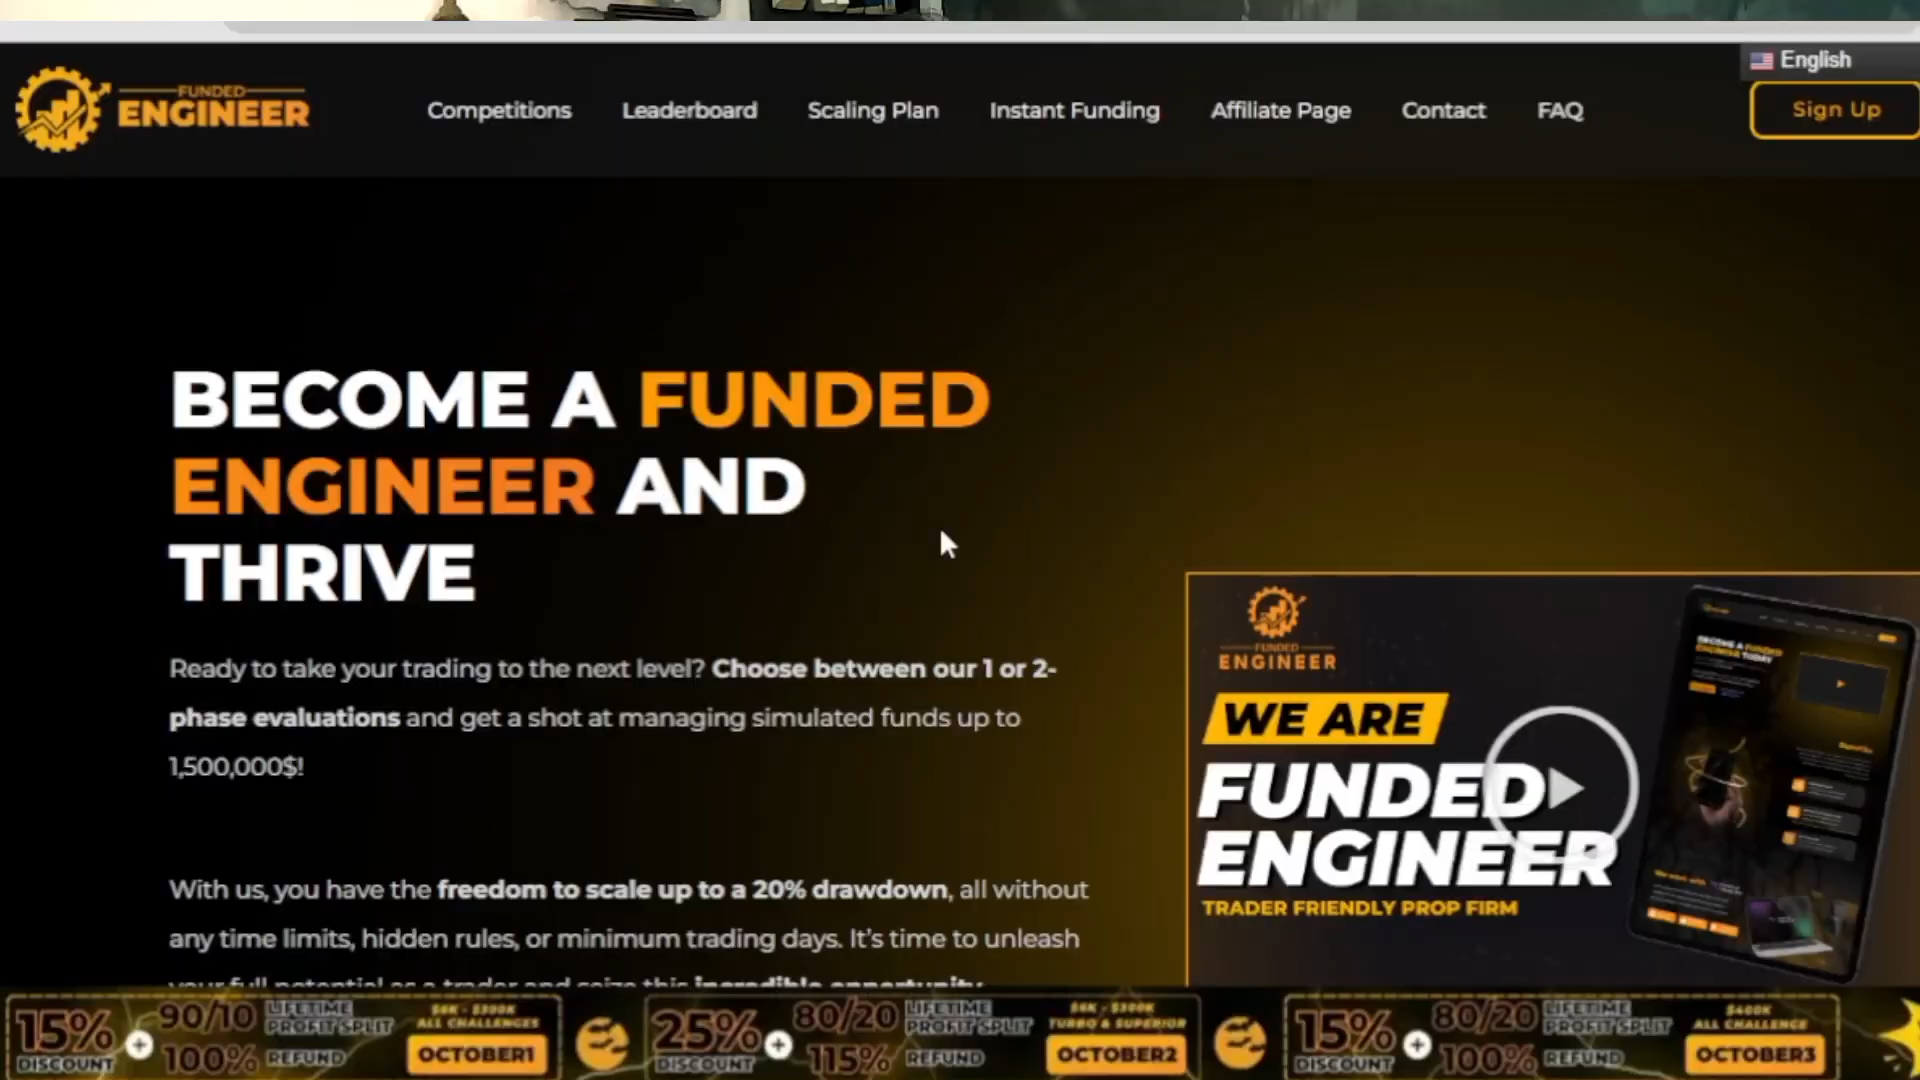 English
FUNDED
ENGINEER
Competitions
Leaderboard
Scaling Plan
Instant Funding
Affiliate Page
Contact
FAQ
Sign Up
BECOME A FUNDED
ENGINEER AND
THRIVE
Ready to take your trading to the next level? Choose between our 1 or 2-
phase evaluations and get a shot at managing simulated funds up to
1,500,000$!
With us, you have the freedom to scale up to a 20% drawdown, all without
any time limits, hidden rules, or minimum trading days. It's time to unleash
your full potential as a trader and seize this incredible opportunity.
FUNDED
ENGINEER
WE ARE
FUNDED
ENGINEER
TRADER FRIENDLY PROP FIRM
15%
DISCOUNT
+
90/10 LIFETIME
PROFIT SPLIT
100% REFUND
$6K - $300K
ALL CHALLENGES
OCTOBER1
25%
DISCOUNT
+
80/20 LIFETIME
PROFIT SPLIT
115% REFUND
$6K - $300K
TURBO & SUPERIOR
OCTOBER2
15%
DISCOUNT
+
80/20 LIFETIME
PROFIT SPLIT
100% REFUND
$400K
ALL CHALLENGE
OCTOBER3